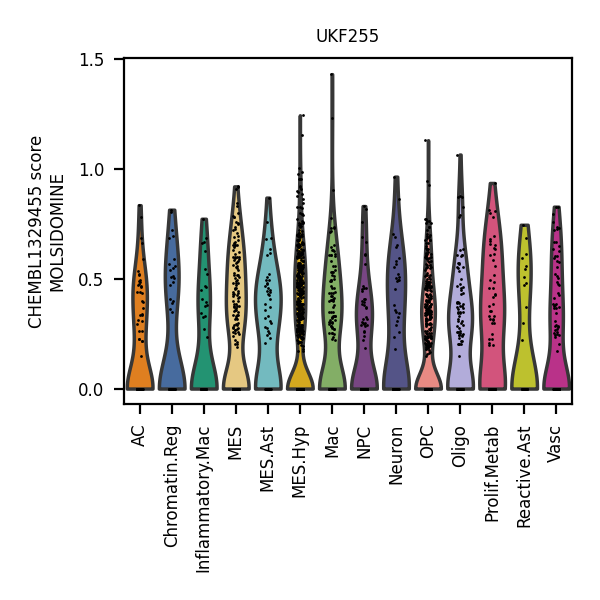 UKF255
CHEMBL1329455 score
MOLSIDOMINE
1.5
1.0
0.5
0.0
AC
Chromatin.Reg
Inflammatory.Mac
MES
MES.Ast
MES.Hyp
Mac
NPC
Neuron
OPC
Oligo
Prolif.Metab
Reactive.Ast
Vasc